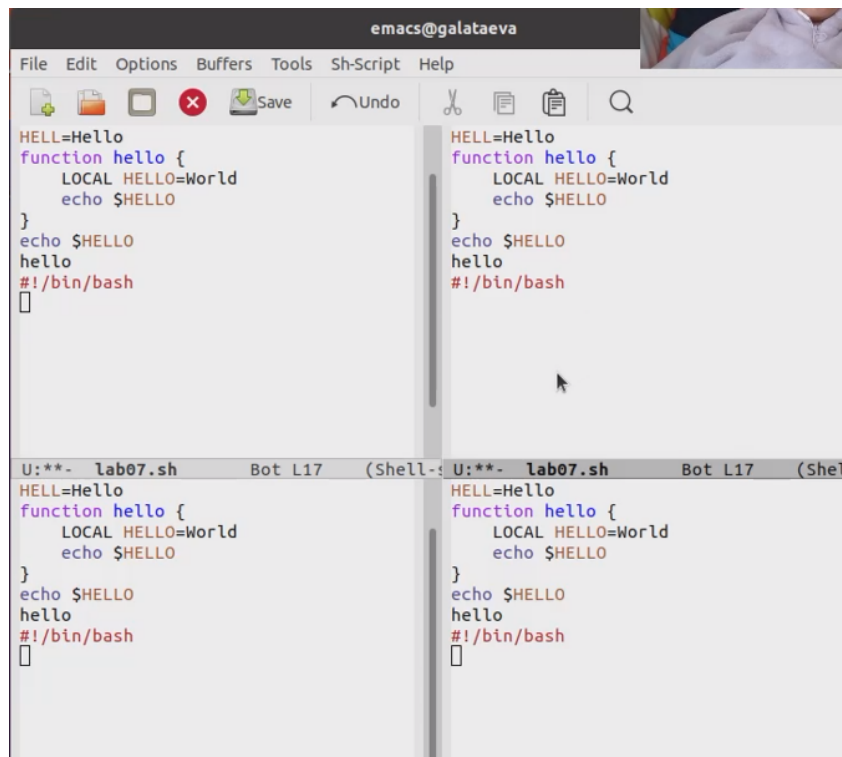 emacs@galataeva
File Edit Options Buffers Tools Sh-Script Help
Save Undo
HELL=Hello
function hello {
    LOCAL HELLO=World
    echo $HELLO
}
echo $HELLO
hello
#!/bin/bash
U:**- lab07.sh Bot L17 (Shell-s
HELL=Hello
function hello {
    LOCAL HELLO=World
    echo $HELLO
}
echo $HELLO
hello
#!/bin/bash
U:**- lab07.sh Bot L17 (Shel
HELL=Hello
function hello {
    LOCAL HELLO=World
    echo $HELLO
}
echo $HELLO
hello
#!/bin/bash
HELL=Hello
function hello {
    LOCAL HELLO=World
    echo $HELLO
}
echo $HELLO
hello
#!/bin/bash